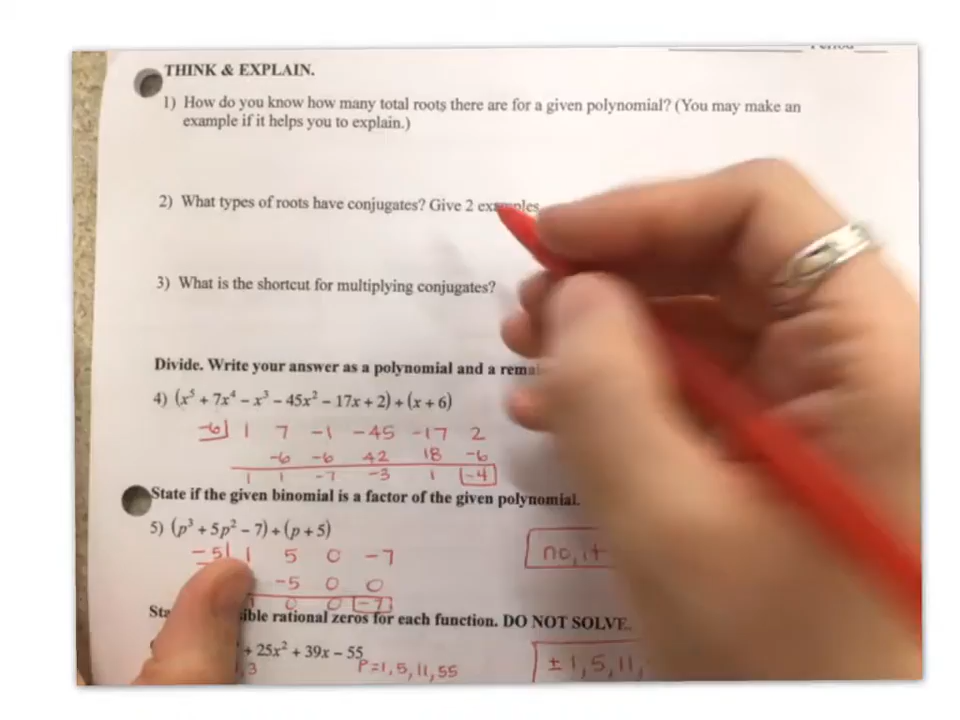 THINK & EXPLAIN.
1) How do you know how many total roots there are for a given polynomial? (You may make an
example if it helps you to explain.)
2) What types of roots have conjugates? Give 2 examples
3) What is the shortcut for multiplying conjugates?
Divide. Write your answer as a polynomial and a
4) (x⁵ + 7x⁴ − x³ − 45x² − 17x + 2) ÷ (x + 6)
-6| 1 7 -1 -45 -17 2
-6 -6 42 18 -6
1 1 -7 -3 1 -4
State if the given binomial is a factor of the given polynomial.
5) (p³ + 5p² − 7) ÷ (p + 5)
-5| 1 5 0 -7
no, it
-5 0 0
0 0 -7
rational zeros for each function. DO NOT SOLVE.
+ 25x² + 39x − 55
± 1, 5, 11,
3 P = 1, 5, 11, 55